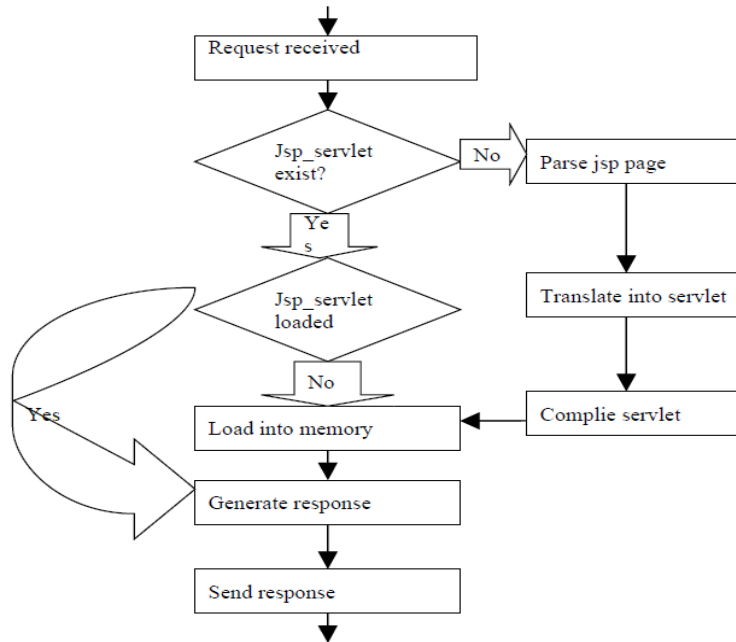 Request received
Jsp_servlet
exist?
No
Parse jsp page
Ye
s
Translate into servlet
Jsp_servlet
loaded
No
Yes
Load into memory
Complie servlet
Generate response
Send response